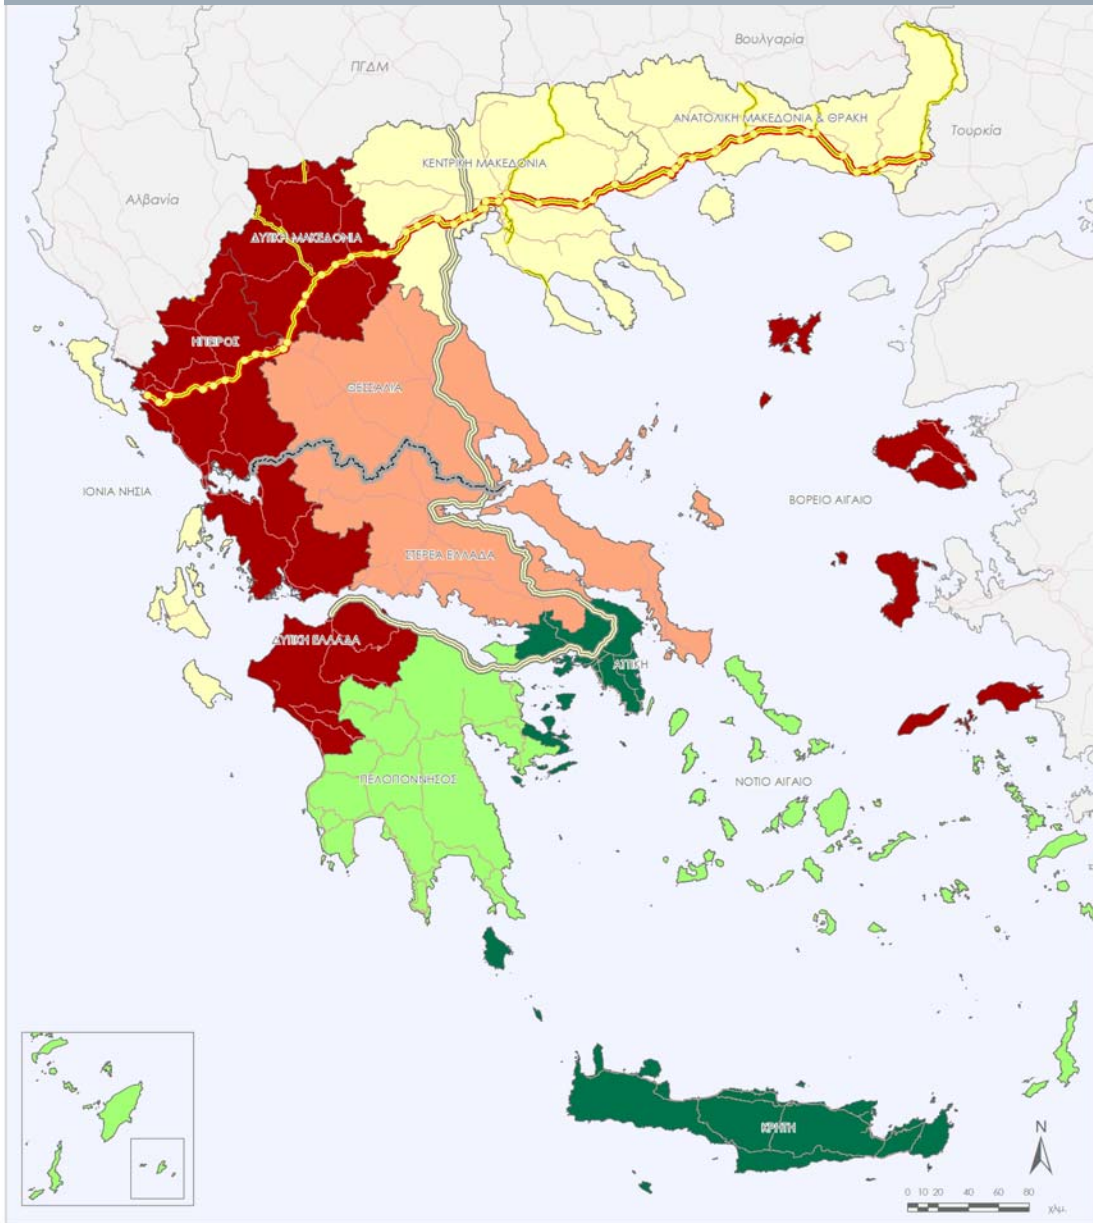 Βουλγαρία
ΠΓΔΜ
ΑΝΑΤΟΛΙΚΗ ΜΑΚΕΔΟΝΙΑ & ΘΡΑΚΗ
Τουρκία
ΚΕΝΤΡΙΚΗ ΜΑΚΕΔΟΝΙΑ
Αλβανία
ΔΥΤΙΚΗ ΜΑΚΕΔΟΝΙΑ
ΗΠΕΙΡΟΣ
ΘΕΣΣΑΛΙΑ
ΙΟΝΙΑ ΝΗΣΙΑ
ΒΟΡΕΙΟ ΑΙΓΑΙΟ
ΣΤΕΡΕΑ ΕΛΛΑΔΑ
ΔΥΤΙΚΗ ΕΛΛΑΔΑ
ΑΤΤΙΚΗ
ΠΕΛΟΠΟΝΝΗΣΟΣ
ΝΟΤΙΟ ΑΙΓΑΙΟ
ΚΡΗΤΗ
N
0 10 20 40 60 80
χλμ.